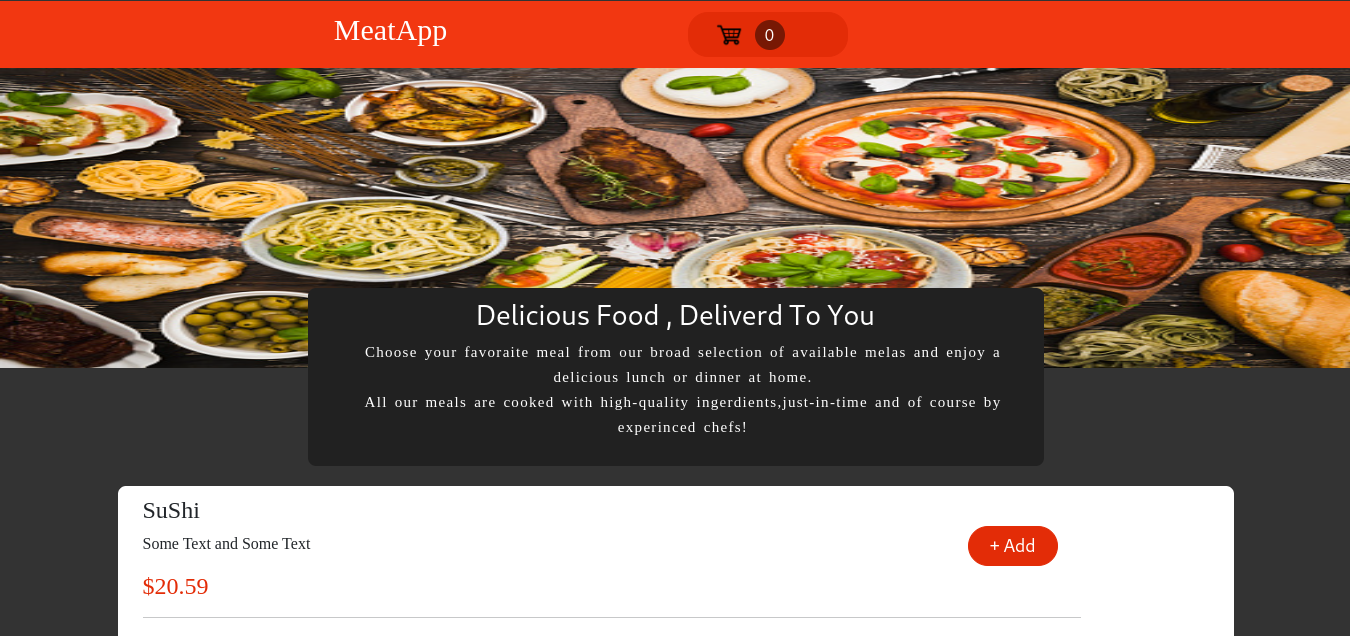 MeatApp
0
Delicious Food , Deliverd To You
Choose your favoraite meal from our broad selection of available melas and enjoy a
delicious lunch or dinner at home.
All our meals are cooked with high-quality ingerdients,just-in-time and of course by
experinced chefs!
SuShi
Some Text and Some Text
+ Add
$20.59